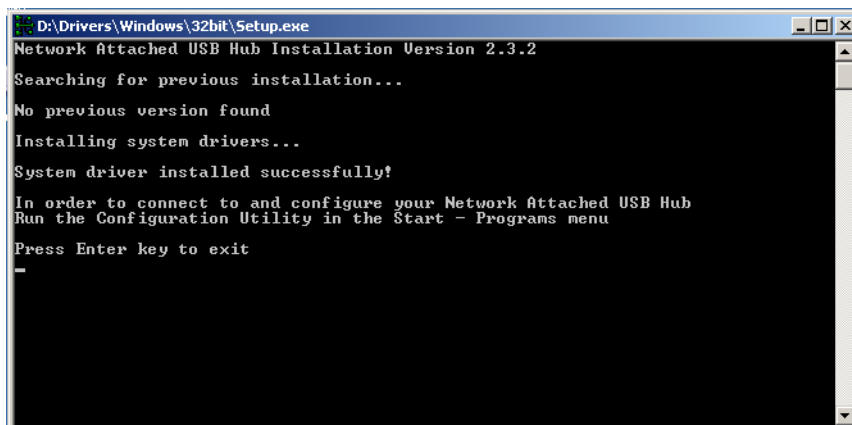 D:\Drivers\Windows\32bit\Setup.exe
Network Attached USB Hub Installation Version 2.3.2
Searching for previous installation...
No previous version found
Installing system drivers...
System driver installed successfully!
In order to connect to and configure your Network Attached USB Hub
Run the Configuration Utility in the Start - Programs menu
Press Enter key to exit